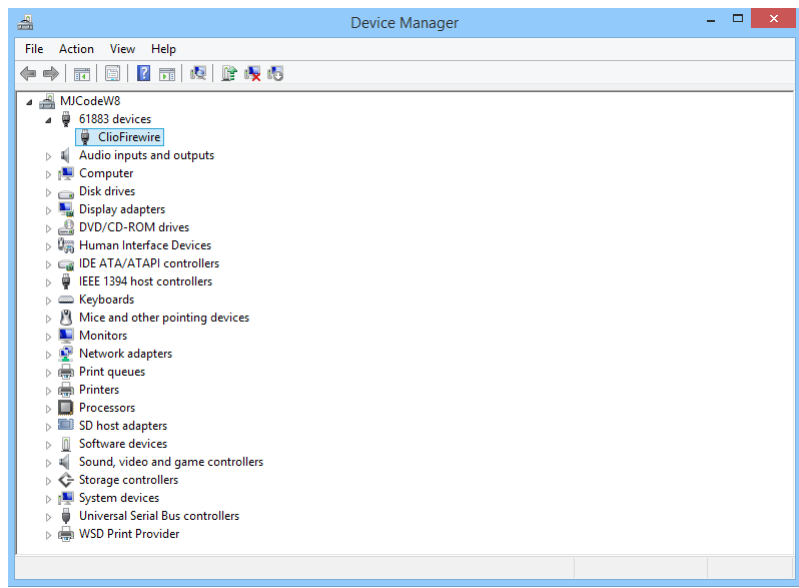 Device Manager
File Action View Help
MJCodeW8
61883 devices
ClioFirewire
Audio inputs and outputs
Computer
Disk drives
Display adapters
DVD/CD-ROM drives
Human Interface Devices
IDE ATA/ATAPI controllers
IEEE 1394 host controllers
Keyboards
Mice and other pointing devices
Monitors
Network adapters
Print queues
Printers
Processors
SD host adapters
Software devices
Sound, video and game controllers
Storage controllers
System devices
Universal Serial Bus controllers
WSD Print Provider